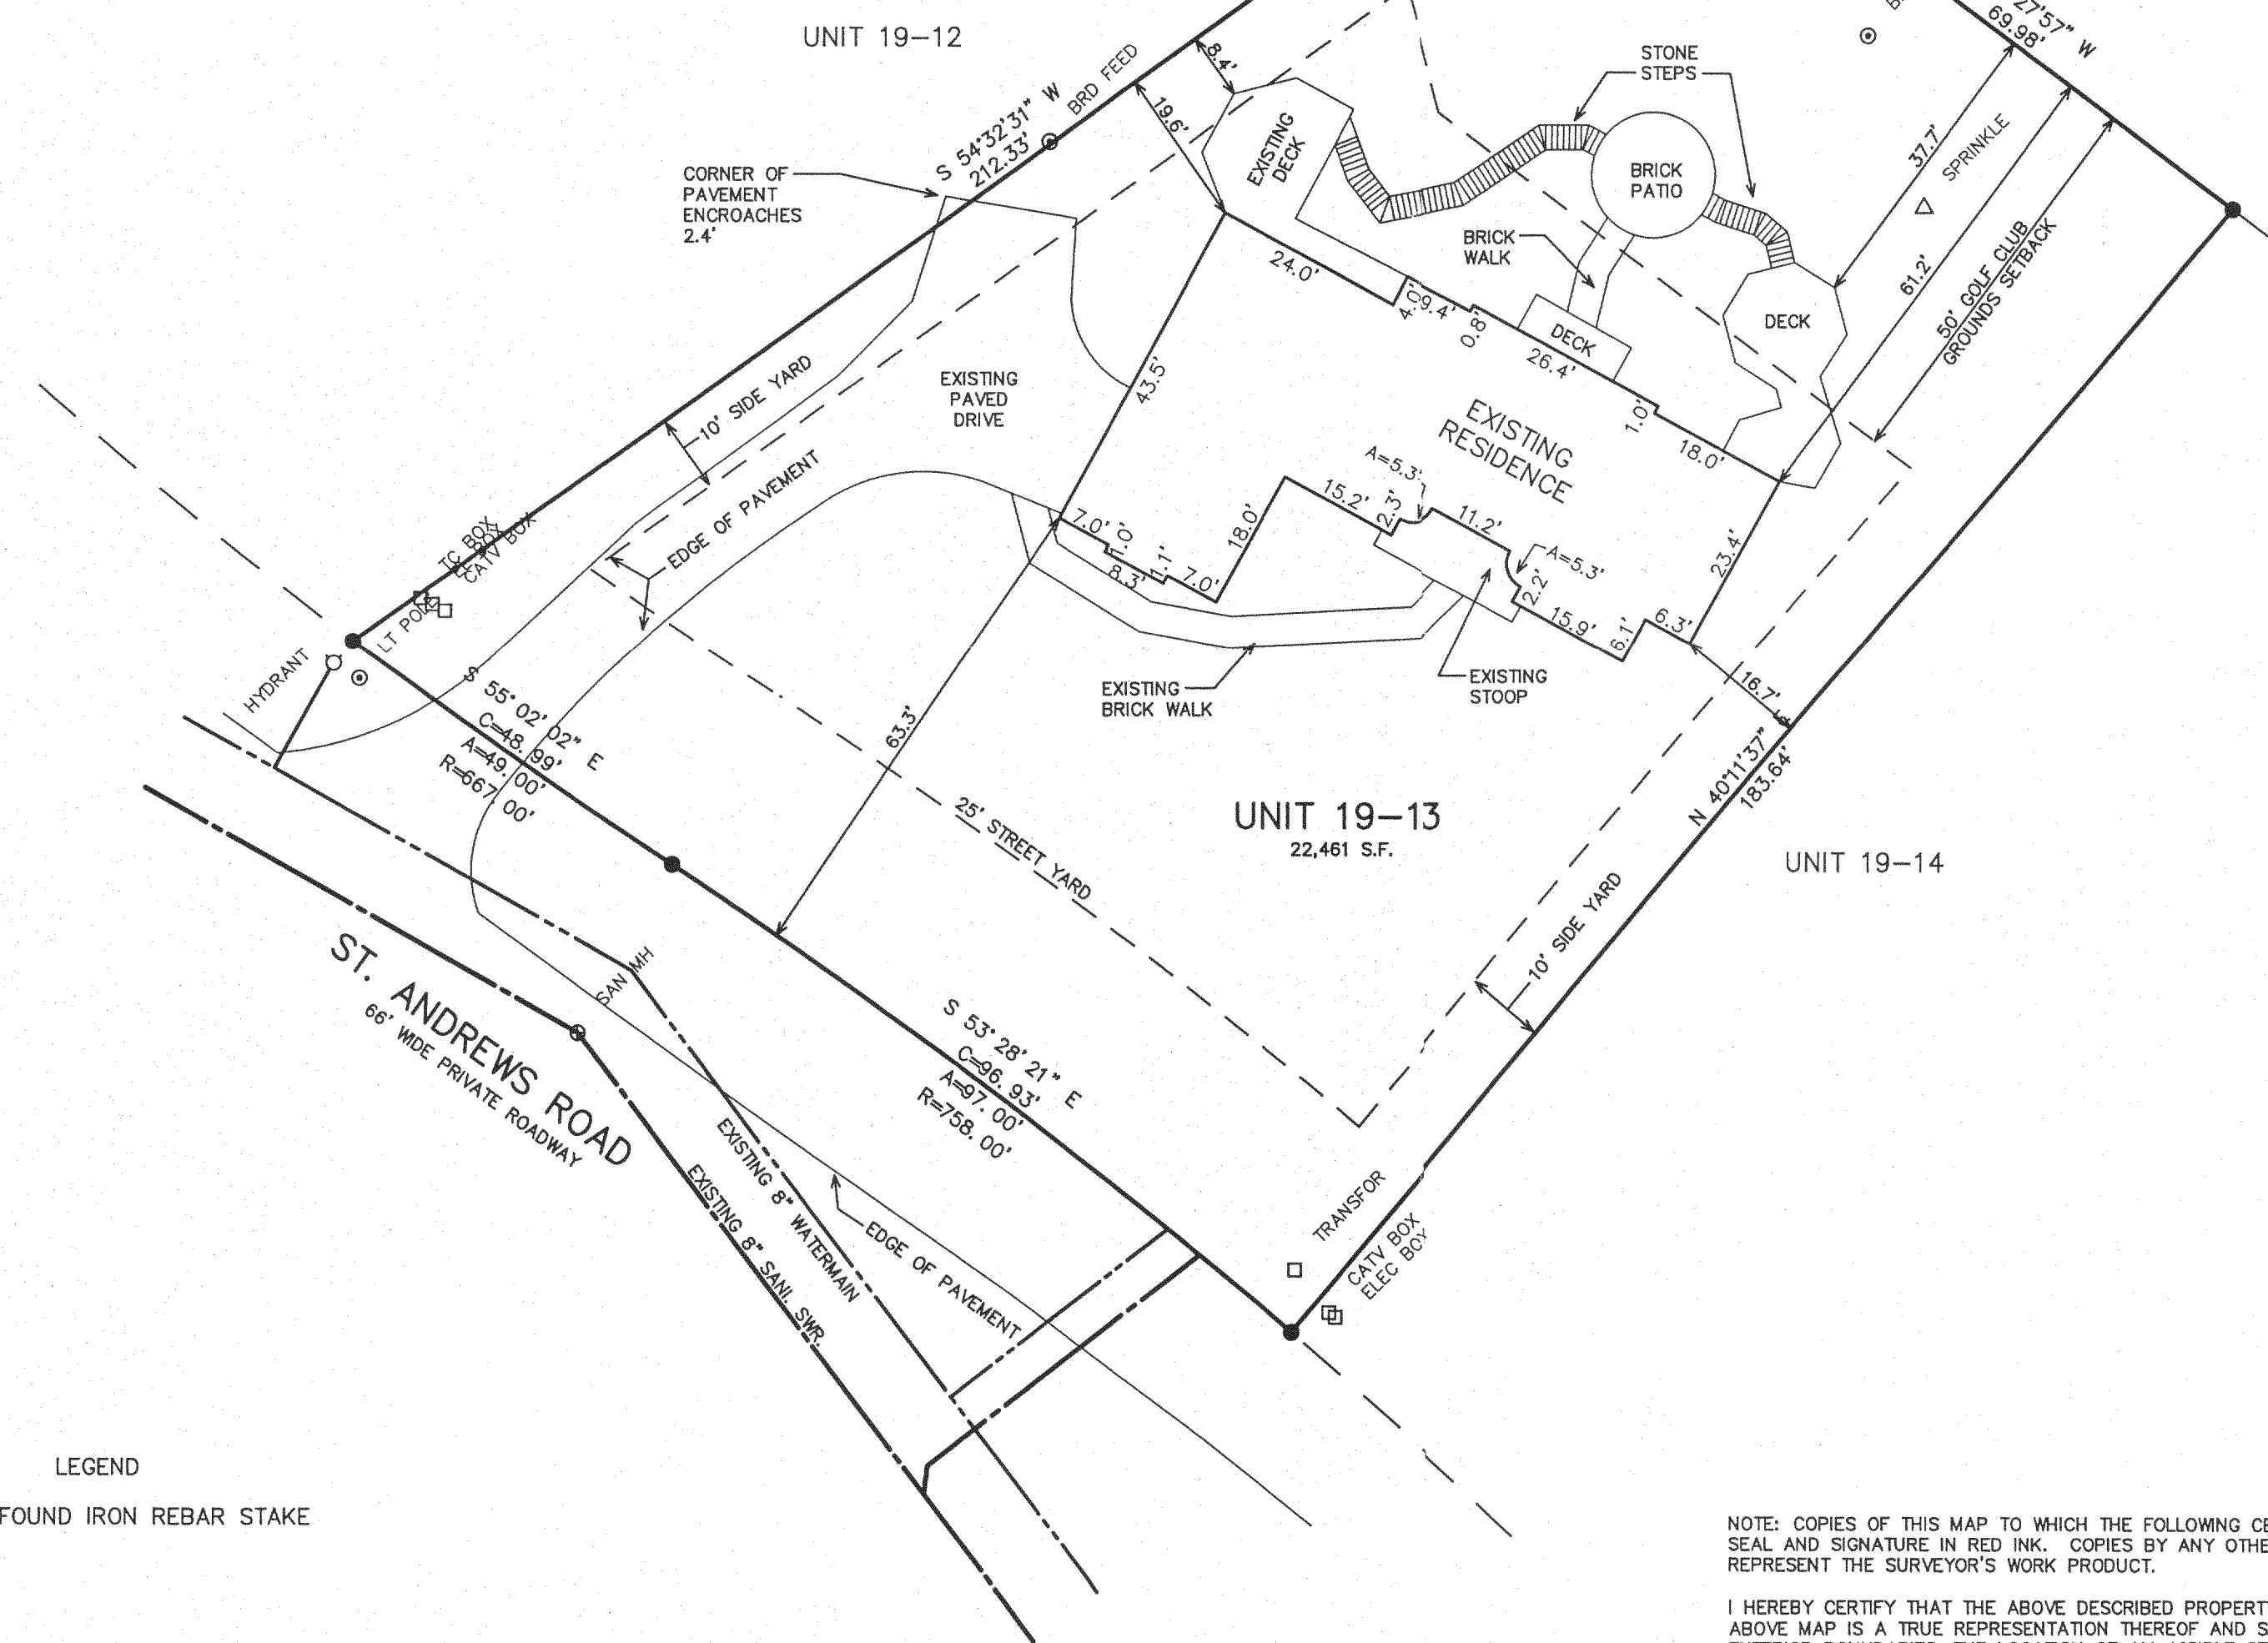 UNIT 19-12
S 54°32'31" W
212.33'
BRD FEED
8.4'
19.6'
27'57" W
69.98'
STONE
STEPS
EXISTING
DECK
BRICK
PATIO
37.7'
SPRINKLE
61.2'
50' GOLF CLUB
GROUNDS SETBACK
CORNER OF
PAVEMENT
ENCROACHES
2.4'
BRICK
WALK
24.0'
4.0'
9.4'
0.8'
DECK
26.4'
DECK
1.0'
18.0'
10' SIDE YARD
EXISTING
PAVED
DRIVE
43.5'
EXISTING
RESIDENCE
A=5.3'
EDGE OF PAVEMENT
15.2'
2.3'
11.2'
A=5.3'
2.2'
23.4'
7.0'
1.0'
8.3'
1.1'
7.0'
18.0'
15.9'
6.1'
6.3'
TC BOX
BOX
CATV BOX
LT POLE
HYDRANT
S 55°02'02" E
C=48.99'
A=49.00'
R=667.00'
63.3'
EXISTING
BRICK WALK
EXISTING
STOOP
16.7'
N 40°11'37" E
183.64'
25' STREET YARD
UNIT 19-13
22,461 S.F.
UNIT 19-14
10' SIDE YARD
SAN MH
ST. ANDREWS ROAD
66' WIDE PRIVATE ROADWAY
S 53°28'21" E
C=96.93'
A=97.00'
R=758.00'
EXISTING 8" WATERMAIN
EXISTING 8" SANI. SWR.
EDGE OF PAVEMENT
TRANSFOR
CATV BOX
ELEC BOX
LEGEND
FOUND IRON REBAR STAKE
NOTE: COPIES OF THIS MAP TO WHICH THE FOLLOWING CE
SEAL AND SIGNATURE IN RED INK. COPIES BY ANY OTHE
REPRESENT THE SURVEYOR'S WORK PRODUCT.
I HEREBY CERTIFY THAT THE ABOVE DESCRIBED PROPERT
ABOVE MAP IS A TRUE REPRESENTATION THEREOF AND S